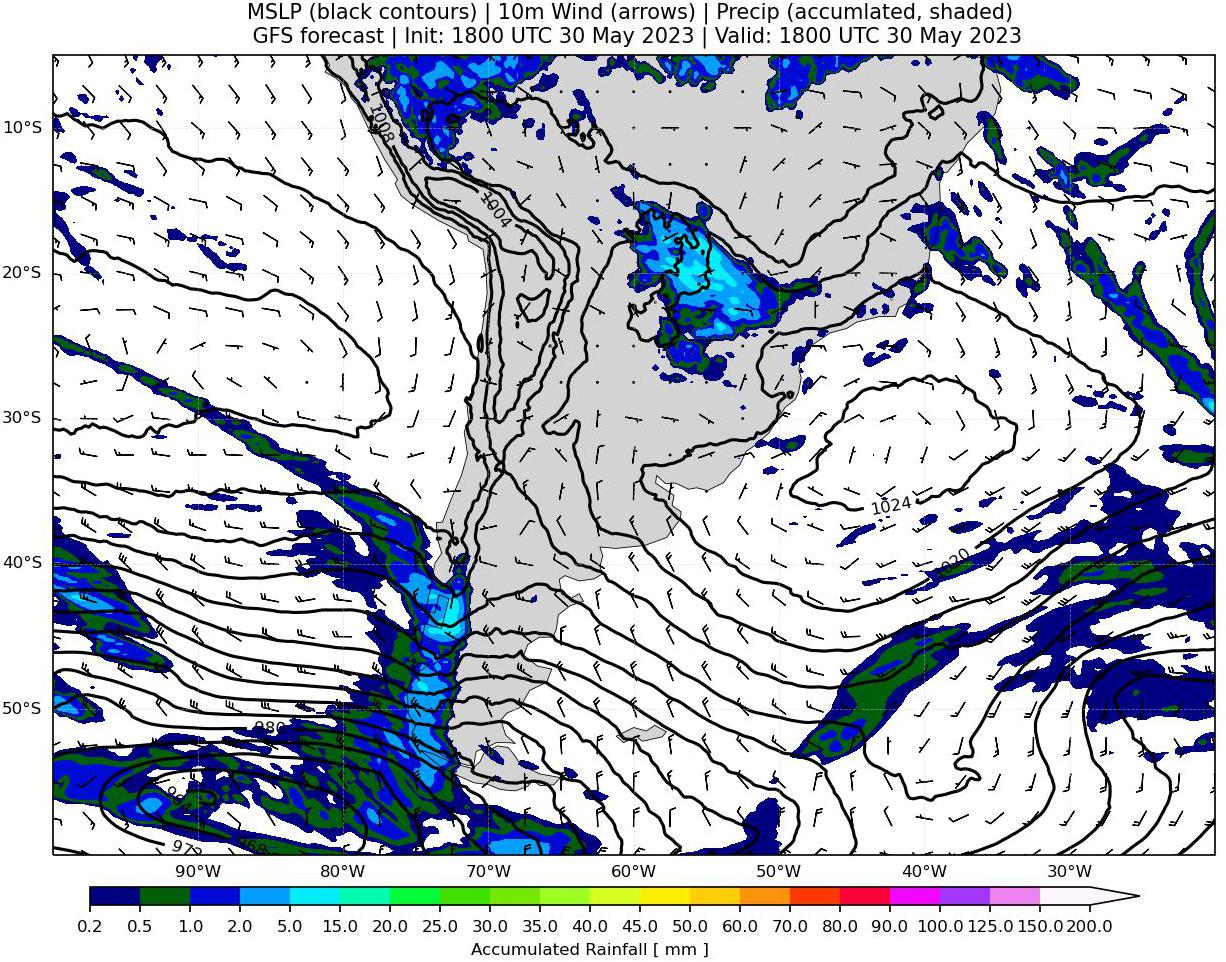 MSLP (black contours) | 10m Wind (arrows) | Precip (accumlated, shaded)
GFS forecast | Init: 1800 UTC 30 May 2023 | Valid: 1800 UTC 30 May 2023
1008
10°S
1004
20°S
30°S
1024
1020
40°S
50°S
980
972
968
90°W 80°W 70°W 60°W 50°W 40°W 30°W
0.2 0.5 1.0 2.0 5.0 10.0 15.0 20.0 25.0 30.0 35.0 40.0 45.0 50.0 60.0 70.0 80.0 90.0 100.0 125.0 150.0 200.0
Accumulated Rainfall [ mm ]